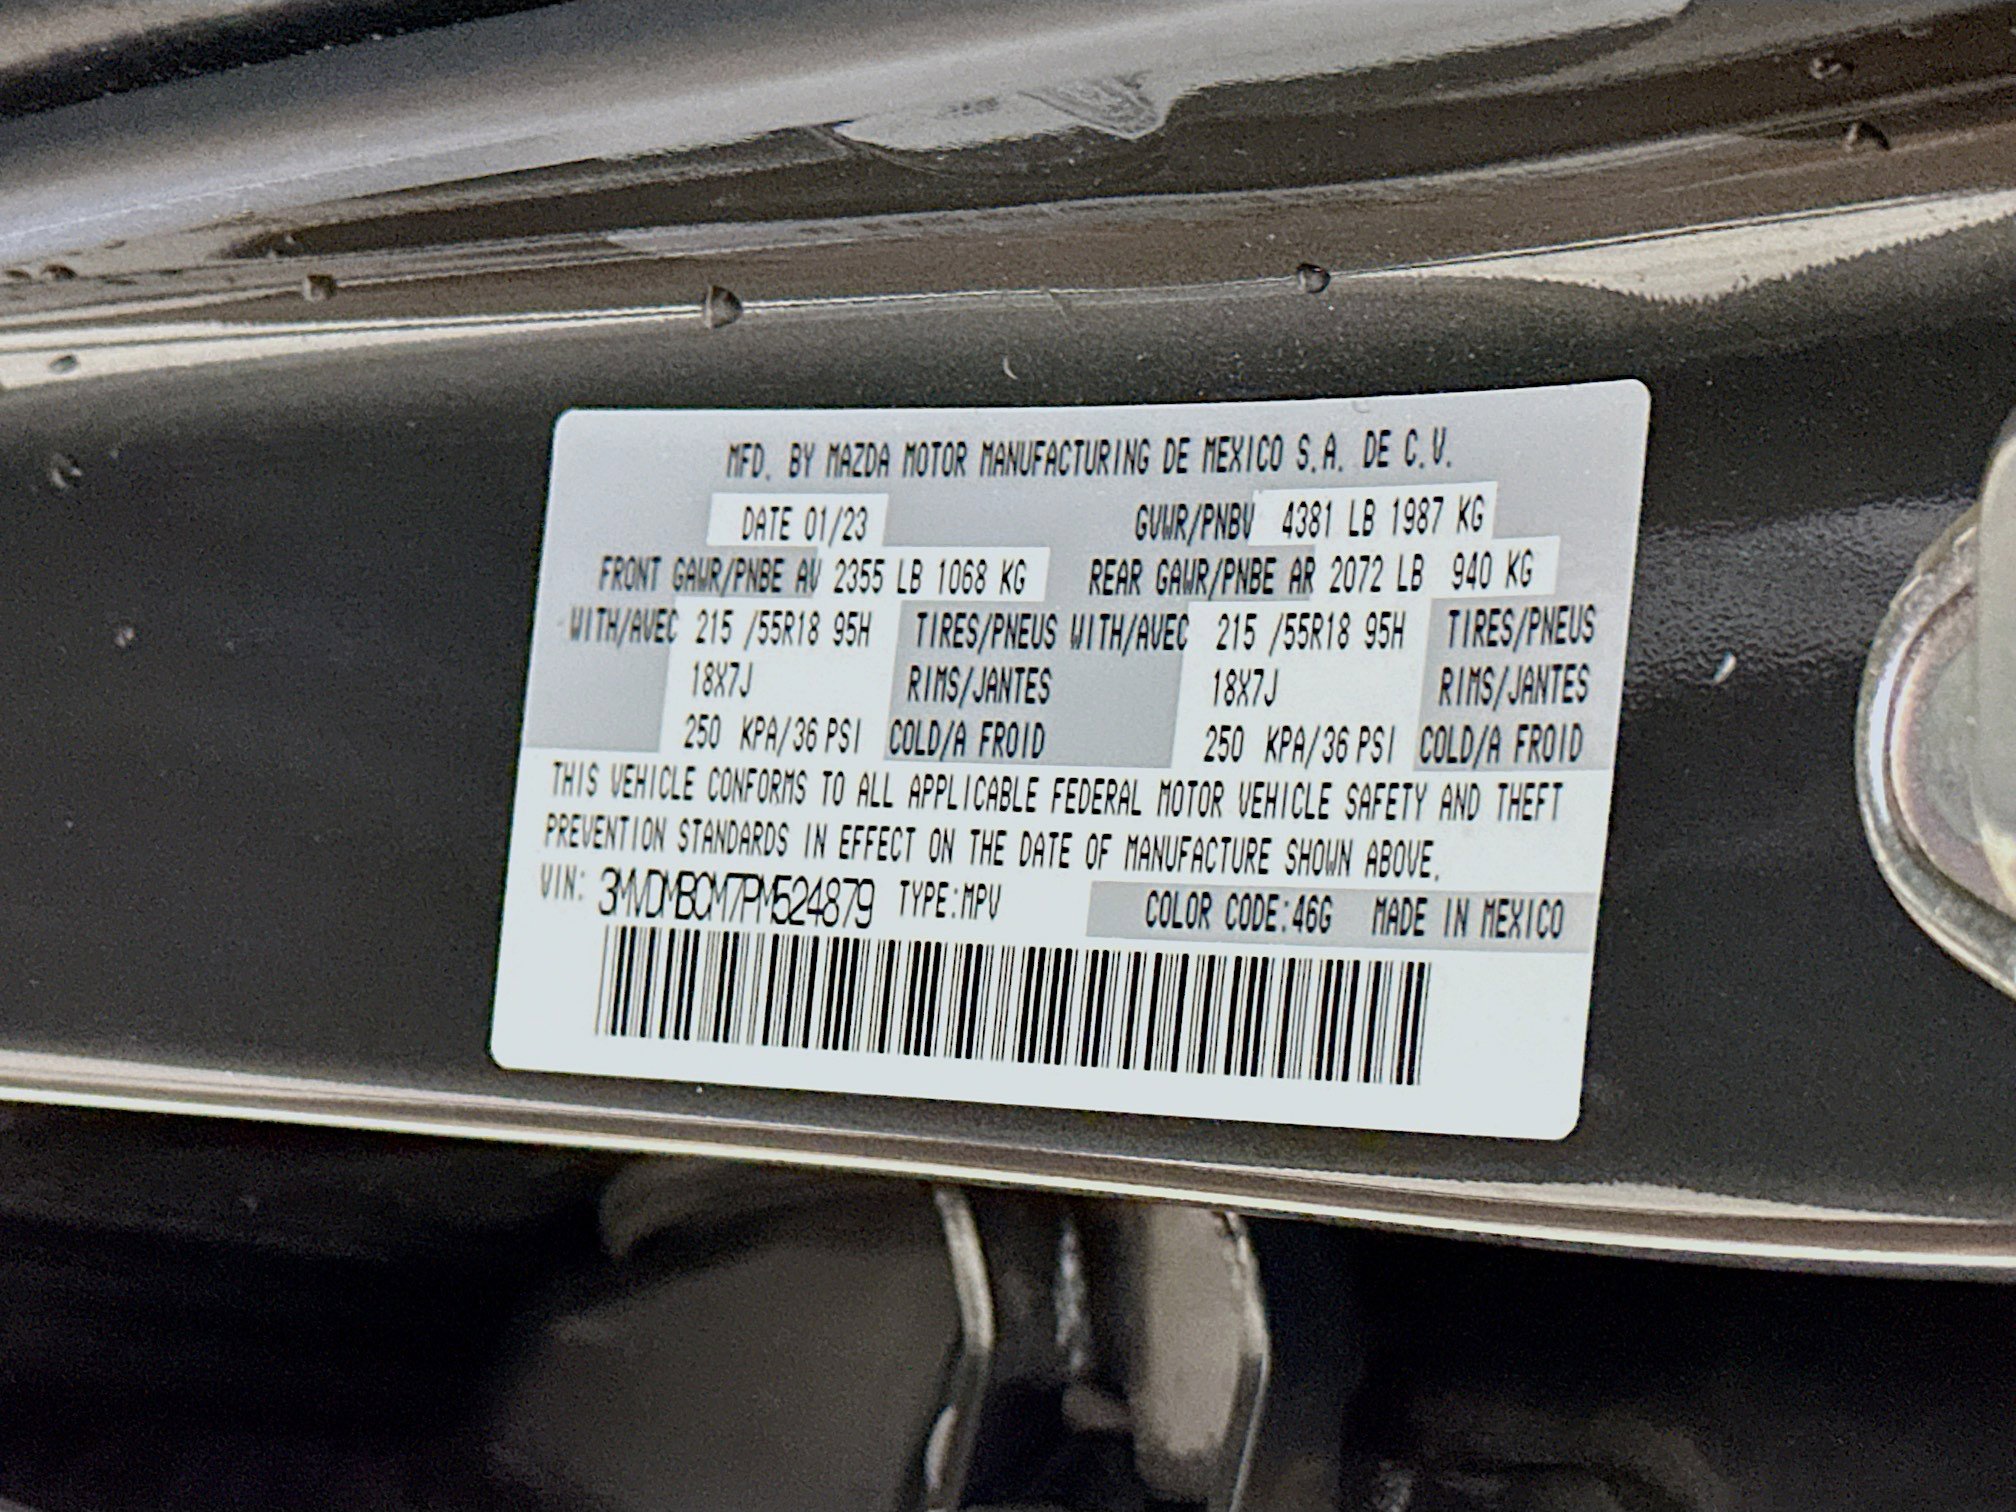 MFD. BY MAZDA MOTOR MANUFACTURING DE MEXICO S.A. DE C.V.
DATE 01/23 GVWR/PNBV 4381 LB 1987 KG
FRONT GAWR/PNBE AV 2355 LB 1068 KG REAR GAWR/PNBE AR 2072 LB 940 KG
WITH/AVEC 215 /55R18 95H TIRES/PNEUS WITH/AVEC 215 /55R18 95H TIRES/PNEUS
18X7J RIMS/JANTES 18X7J RIMS/JANTES
250 KPA/36 PSI COLD/A FROID 250 KPA/36 PSI COLD/A FROID
THIS VEHICLE CONFORMS TO ALL APPLICABLE FEDERAL MOTOR VEHICLE SAFETY AND THEFT
PREVENTION STANDARDS IN EFFECT ON THE DATE OF MANUFACTURE SHOWN ABOVE.
VIN: 3MVDMBCM7PM524879 TYPE:MPV COLOR CODE:46G MADE IN MEXICO